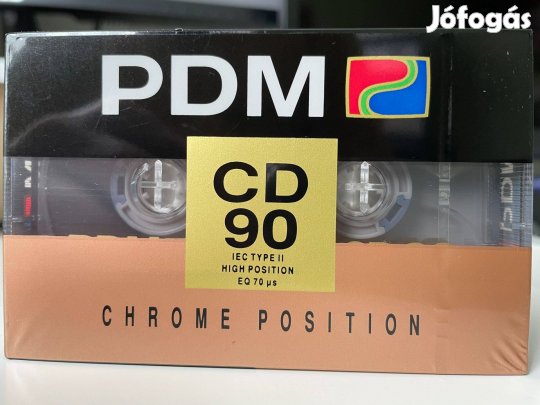 Jófogás
PDM
CD
90
IEC TYPE II
HIGH POSITION
EQ 70 µs
CHROME POSITION